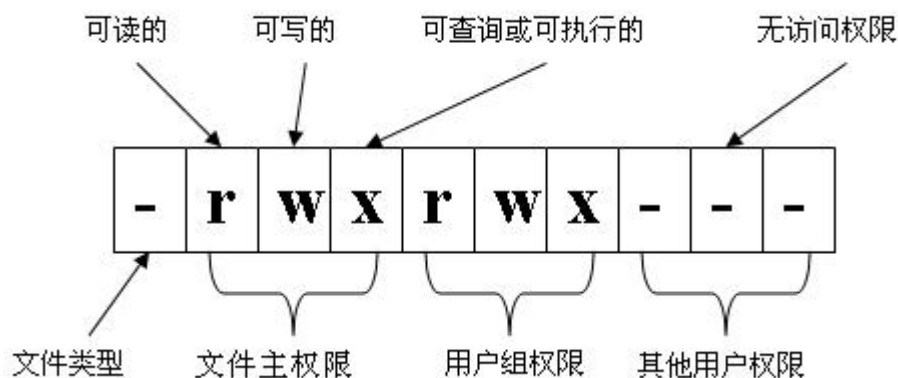 可读的 可写的 可查询或可执行的 无访问权限
- r w x r w x - - -
文件类型 文件主权限 用户组权限 其他用户权限